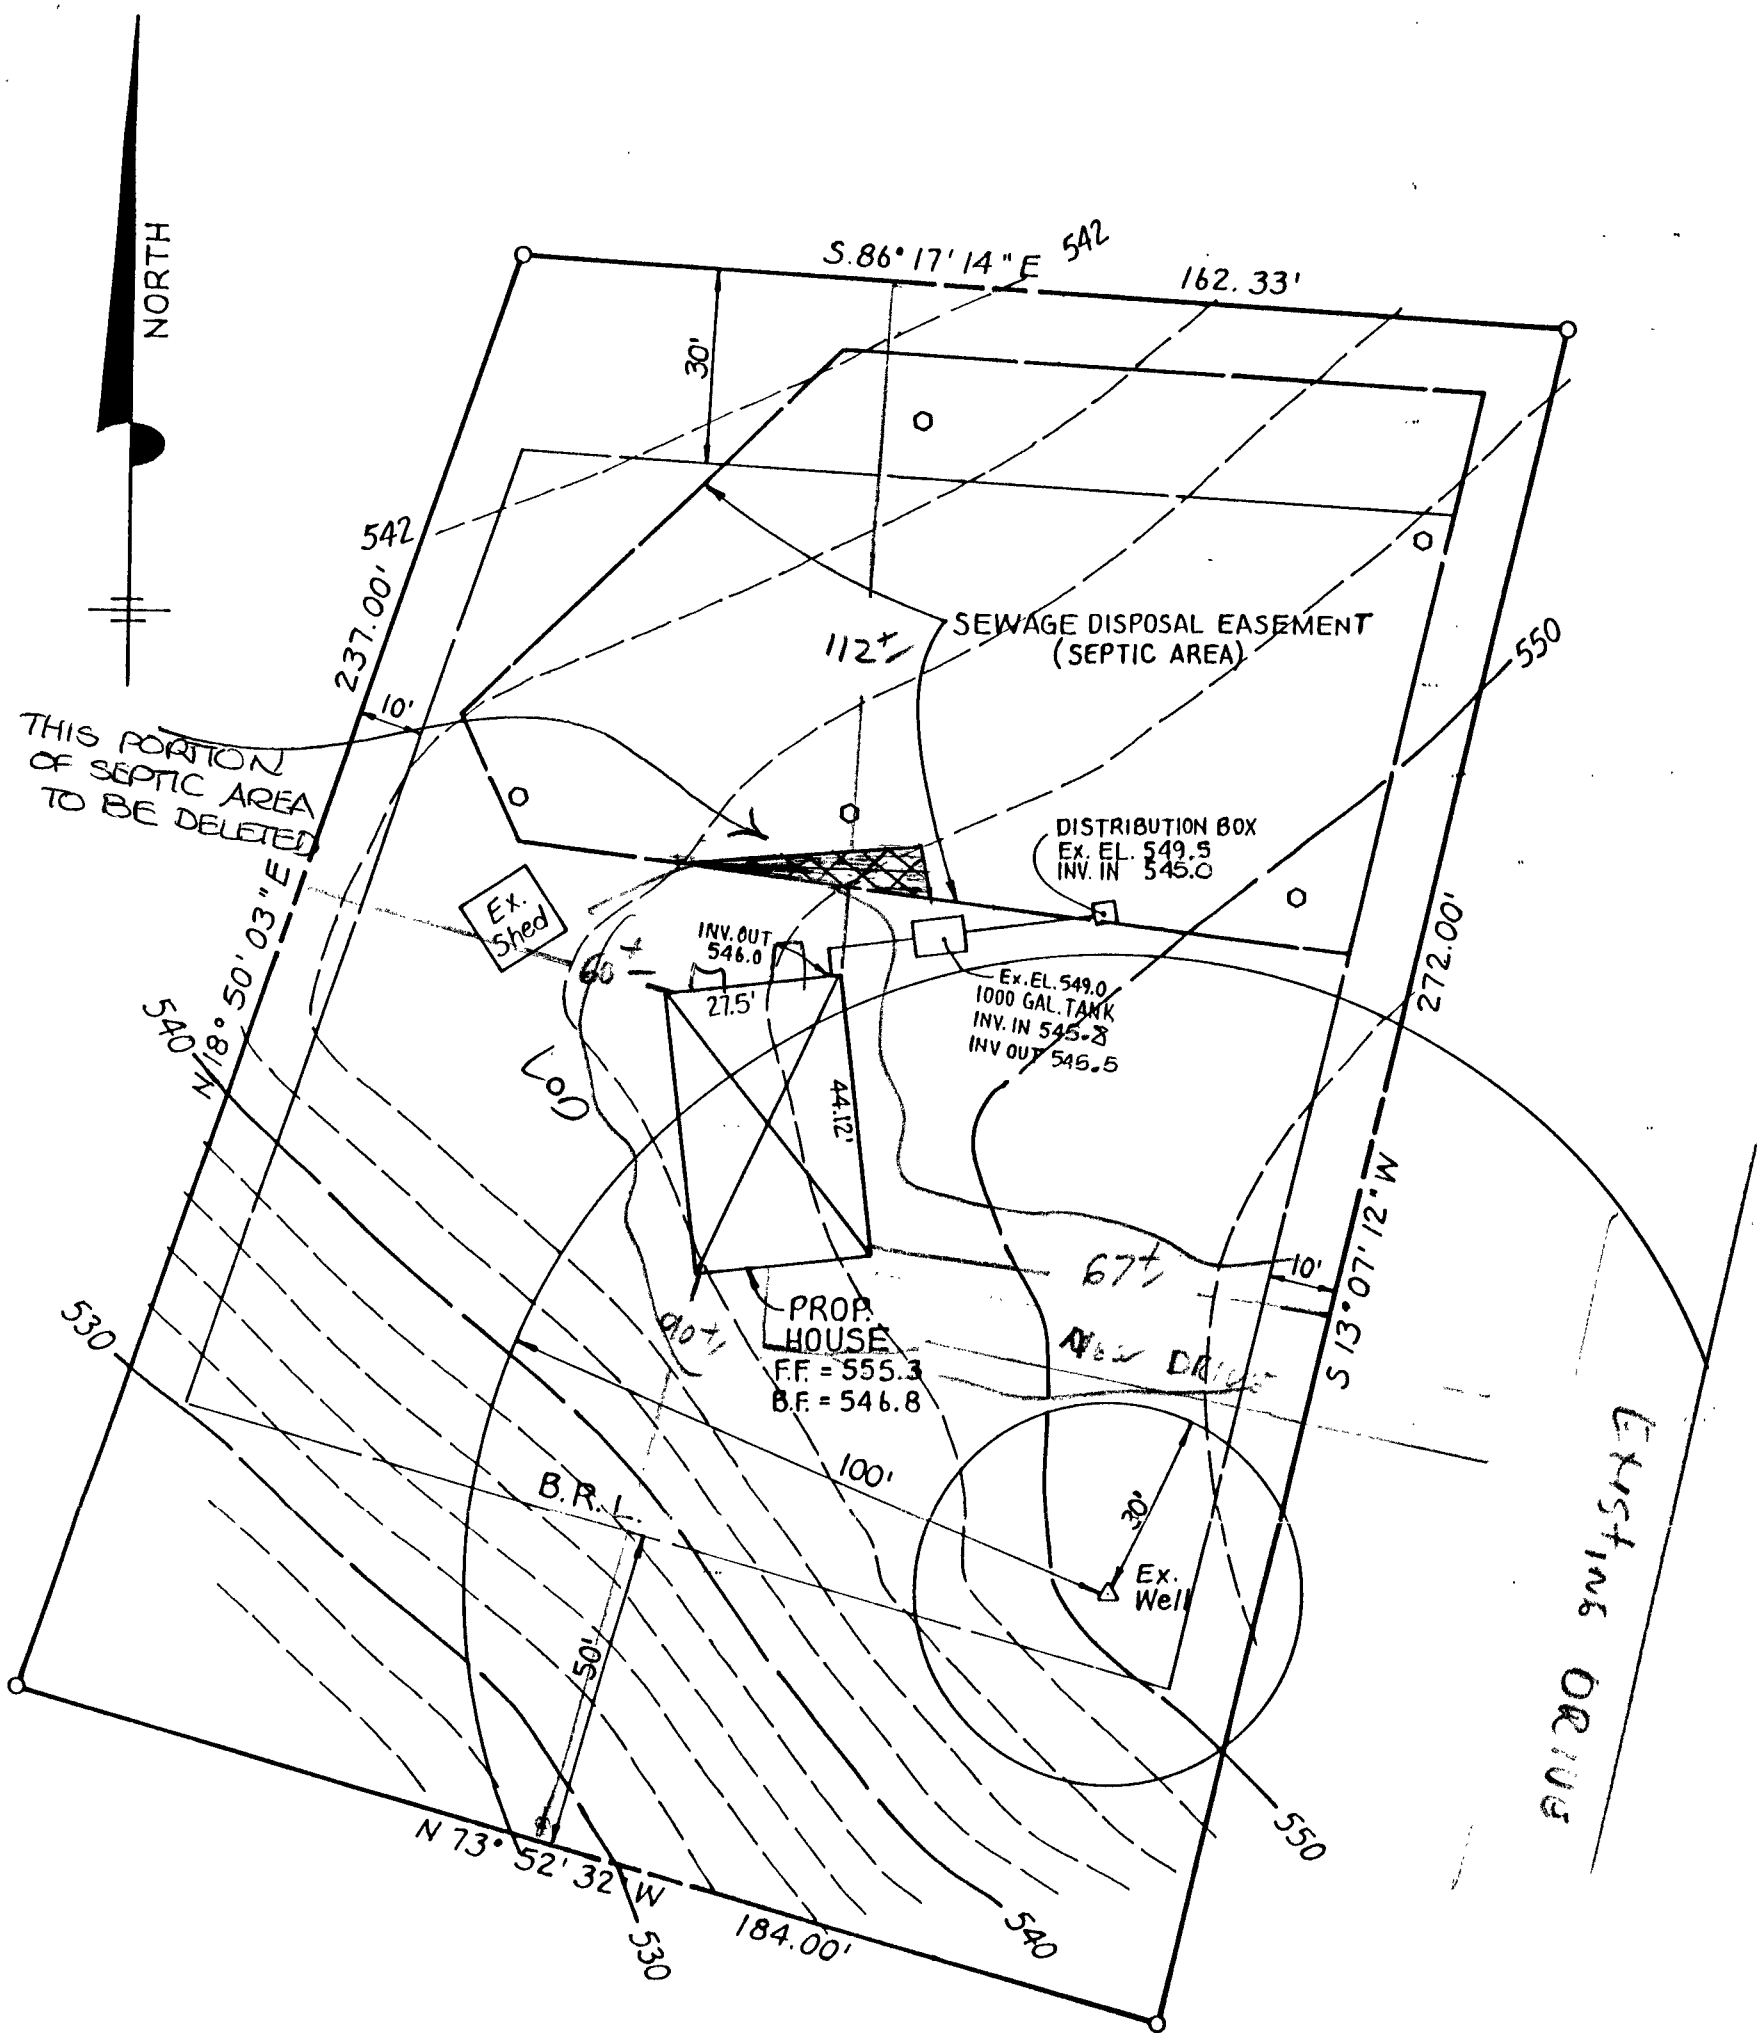 NORTH
S. 86° 17' 14" E
542
162. 33'
30'
542
237.00'
SEWAGE DISPOSAL EASEMENT
(SEPTIC AREA)
112±
550
10'
THIS PORTION
OF SEPTIC AREA
TO BE DELETED
DISTRIBUTION BOX
EX. EL. 549.5
INV. IN 545.0
Ex.
Shed
INV. OUT
546.0
60±
27.5'
Ex. EL. 549.0
1000 GAL. TANK
INV. IN 545.8
INV OUT 545.5
272.00'
N 18° 50' 03" E
540
LOD
44.12'
S 13° 07' 12" W
67±
10'
530
90±
PROP.
HOUSE
F.F. = 555.3
B.F. = 546.8
DRIVE
100'
B.R.L.
30'
Ex.
Well
EXISTING DRIVE
50'
N 73° 52' 32" W
184.00'
530
540
550